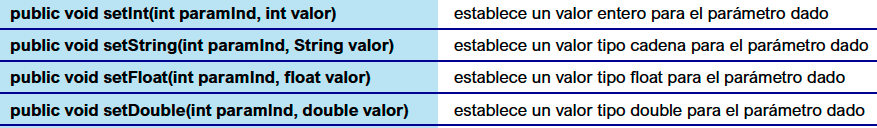 public void setInt(int paramInd, int valor) establece un valor entero para el parámetro dado
public void setString(int paramInd, String valor) establece un valor tipo cadena para el parámetro dado
public void setFloat(int paramInd, float valor) establece un valor tipo float para el parámetro dado
public void setDouble(int paramInd, double valor) establece un valor tipo double para el parámetro dado